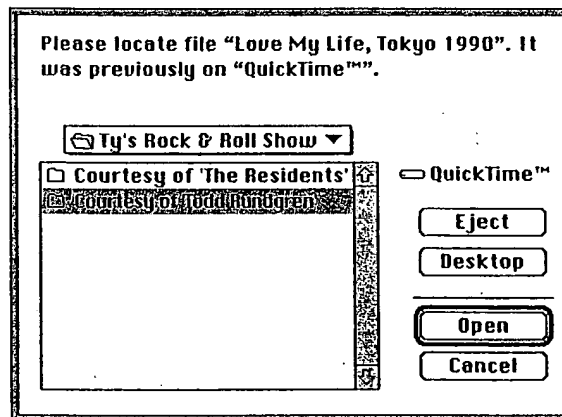 Please locate file “Love My Life, Tokyo 1990”. It
was previously on “QuickTime™”.
Ty's Rock & Roll Show
Courtesy of 'The Residents'
Courtesy of Todd Rundgren
QuickTime™
Eject
Desktop
Open
Cancel